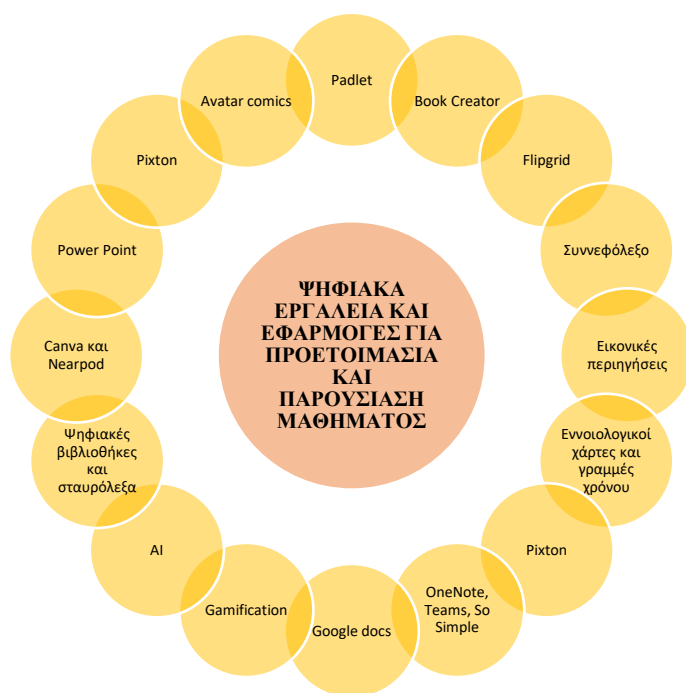 Padlet
Book Creator
Flipgrid
Συννεφόλεξο
Εικονικές
περιηγήσεις
Εννοιολογικοί
χάρτες και
γραμμές
χρόνου
Pixton
OneNote,
Teams, So
Simple
Google docs
Gamification
AI
Ψηφιακές
βιβλιοθήκες
και
σταυρόλεξα
Canva και
Nearpod
Power Point
Pixton
Avatar comics
ΨΗΦΙΑΚΑ
ΕΡΓΑΛΕΙΑ ΚΑΙ
ΕΦΑΡΜΟΓΕΣ ΓΙΑ
ΠΡΟΕΤΟΙΜΑΣΙΑ
ΚΑΙ
ΠΑΡΟΥΣΙΑΣΗ
ΜΑΘΗΜΑΤΟΣ